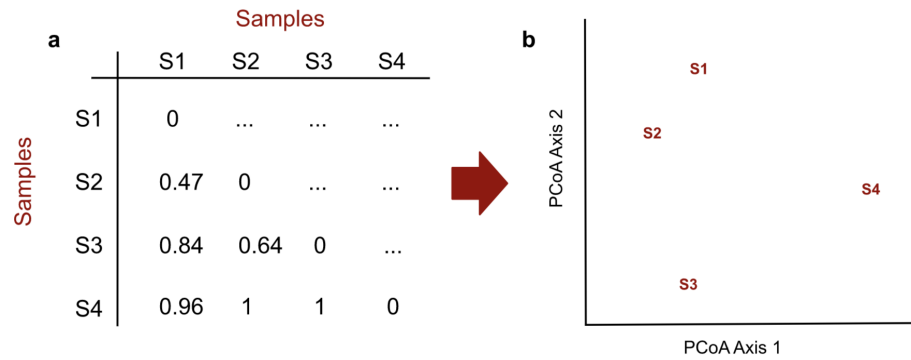 Samples
a
S1 S2 S3 S4
S1 0 ... ... ...
S2 0.47 0 ... ...
S3 0.84 0.64 0 ...
S4 0.96 1 1 0
Samples
b
S1
S2
S4
S3
PCoA Axis 2
PCoA Axis 1